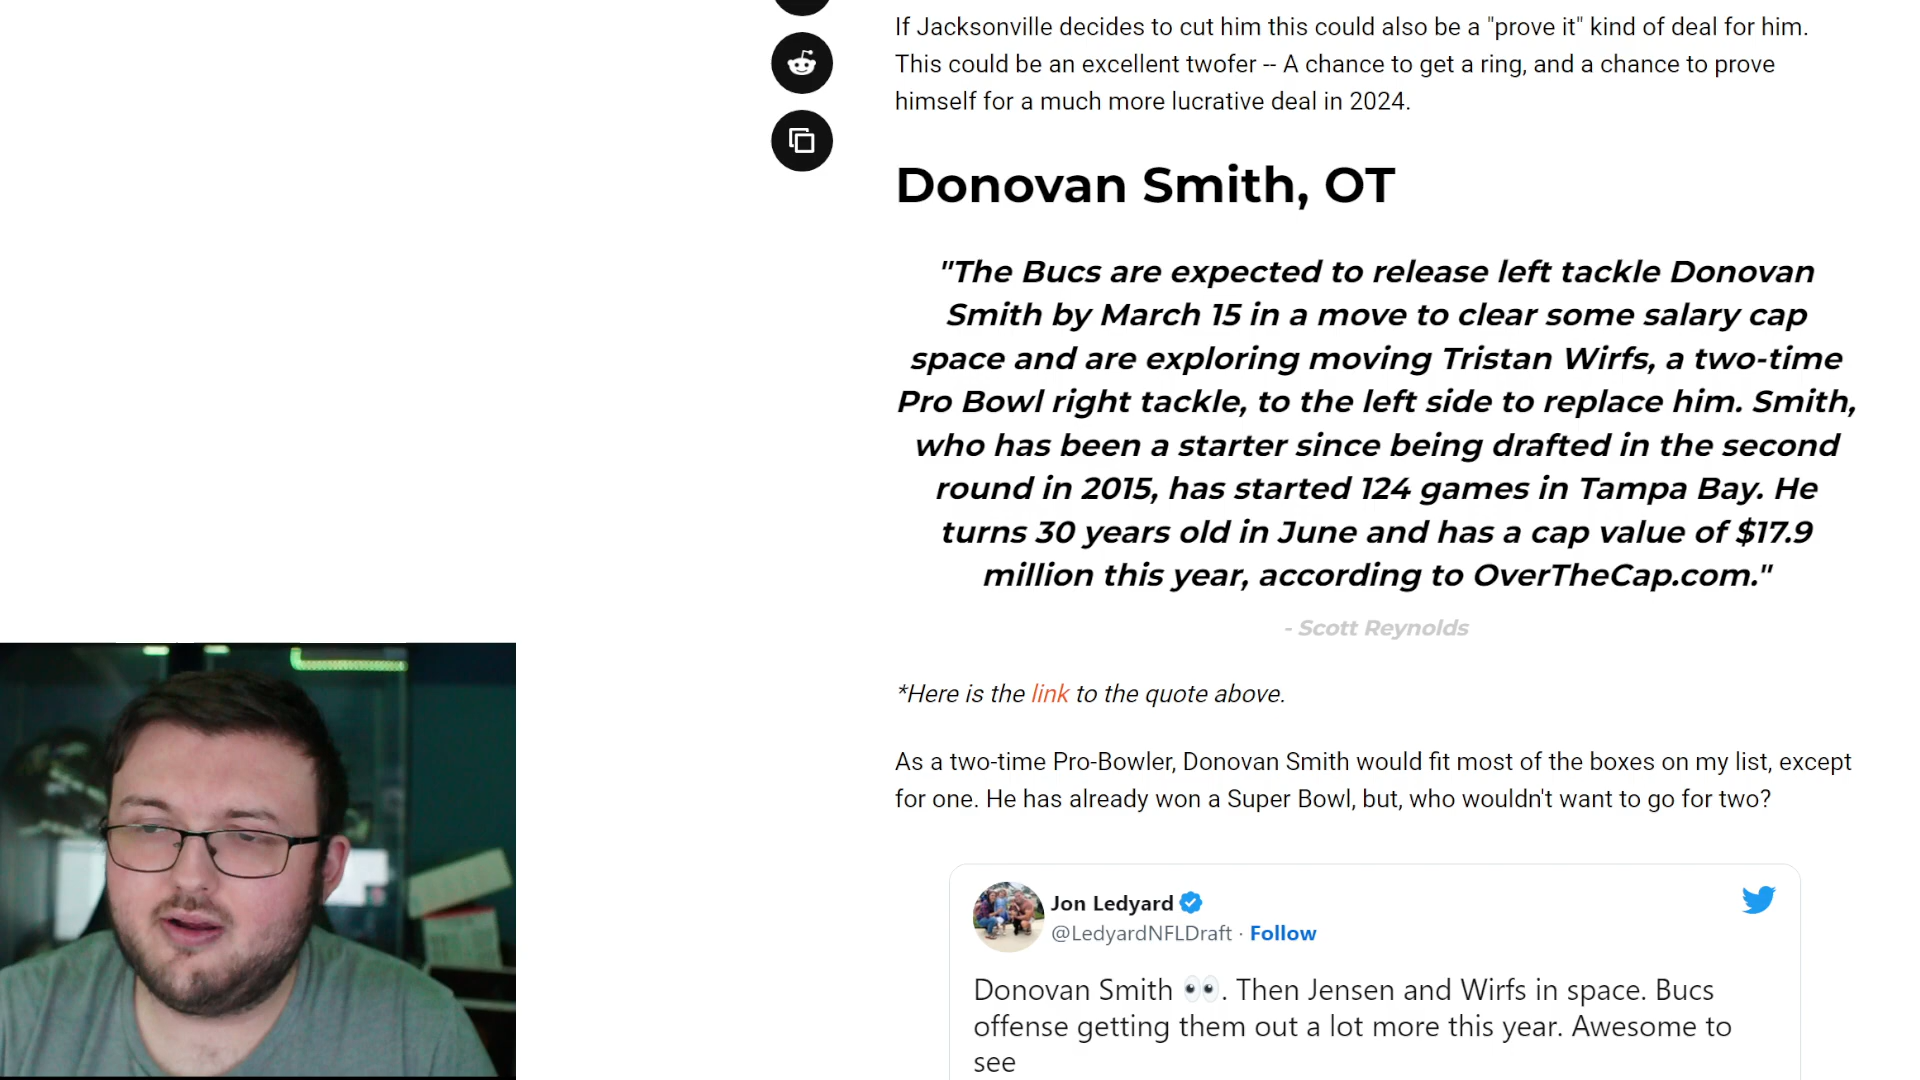 If Jacksonville decides to cut him this could also be a "prove it" kind of deal for him.
This could be an excellent twofer -- A chance to get a ring, and a chance to prove
himself for a much more lucrative deal in 2024.
Donovan Smith, OT
"The Bucs are expected to release left tackle Donovan
Smith by March 15 in a move to clear some salary cap
space and are exploring moving Tristan Wirfs, a two-time
Pro Bowl right tackle, to the left side to replace him. Smith,
who has been a starter since being drafted in the second
round in 2015, has started 124 games in Tampa Bay. He
turns 30 years old in June and has a cap value of $17.9
million this year, according to OverTheCap.com."
- Scott Reynolds
*Here is the link to the quote above.
As a two-time Pro-Bowler, Donovan Smith would fit most of the boxes on my list, except
for one. He has already won a Super Bowl, but, who wouldn't want to go for two?
Jon Ledyard
@LedyardNFLDraft · Follow
Donovan Smith 👀. Then Jensen and Wirfs in space. Bucs
offense getting them out a lot more this year. Awesome to
see